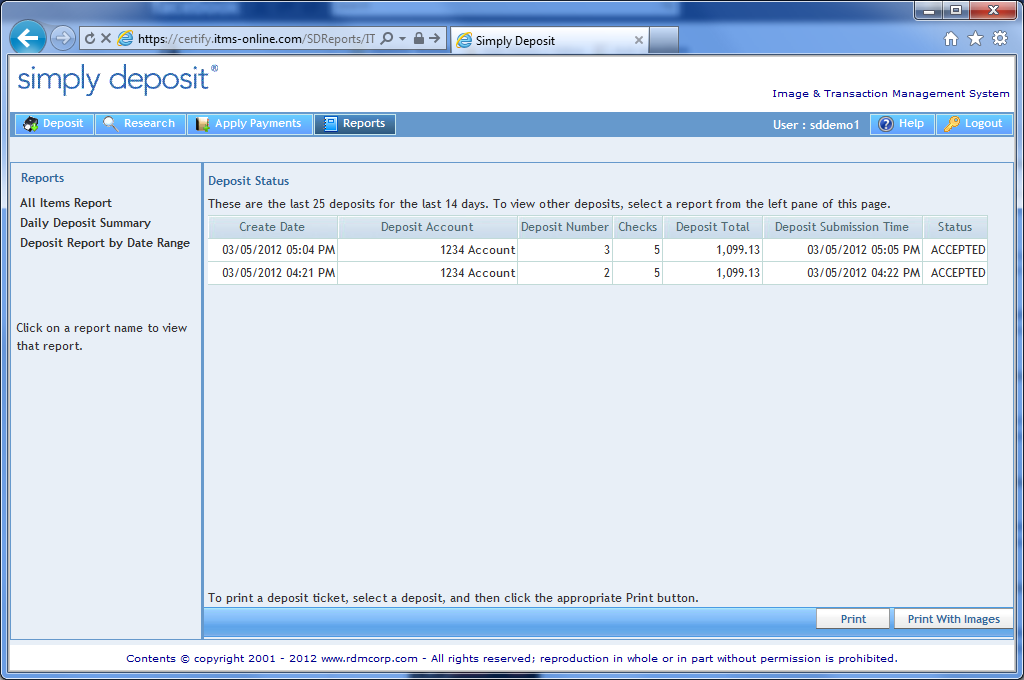 https://certify.itms-online.com/SDReports/IT
Simply Deposit
simply deposit®
Image & Transaction Management System
Deposit Research Apply Payments Reports User : sddemo1 Help Logout
Reports
All Items Report
Daily Deposit Summary
Deposit Report by Date Range
Click on a report name to view
that report.
Deposit Status
These are the last 25 deposits for the last 14 days. To view other deposits, select a report from the left pane of this page.
Create Date Deposit Account Deposit Number Checks Deposit Total Deposit Submission Time Status
03/05/2012 05:04 PM 1234 Account 3 5 1,099.13 03/05/2012 05:05 PM ACCEPTED
03/05/2012 04:21 PM 1234 Account 2 5 1,099.13 03/05/2012 04:22 PM ACCEPTED
To print a deposit ticket, select a deposit, and then click the appropriate Print button.
Print Print With Images
Contents © copyright 2001 - 2012 www.rdmcorp.com - All rights reserved; reproduction in whole or in part without permission is prohibited.